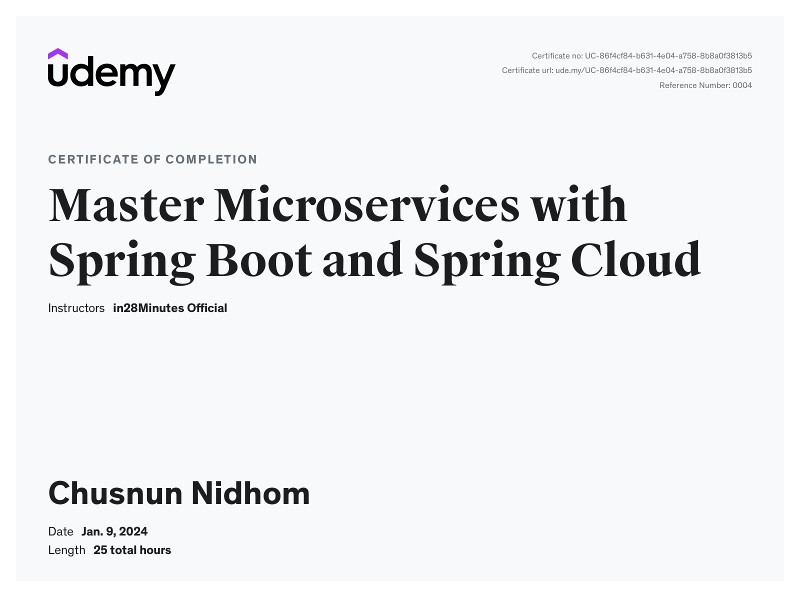 udemy
Certificate no: UC-86f4cf84-b631-4e04-a758-8b8a0f3813b5
Certificate url: ude.my/UC-86f4cf84-b631-4e04-a758-8b8a0f3813b5
Reference Number: 0004
CERTIFICATE OF COMPLETION
Master Microservices with
Spring Boot and Spring Cloud
Instructors in28Minutes Official
Chusnun Nidhom
Date Jan. 9, 2024
Length 25 total hours